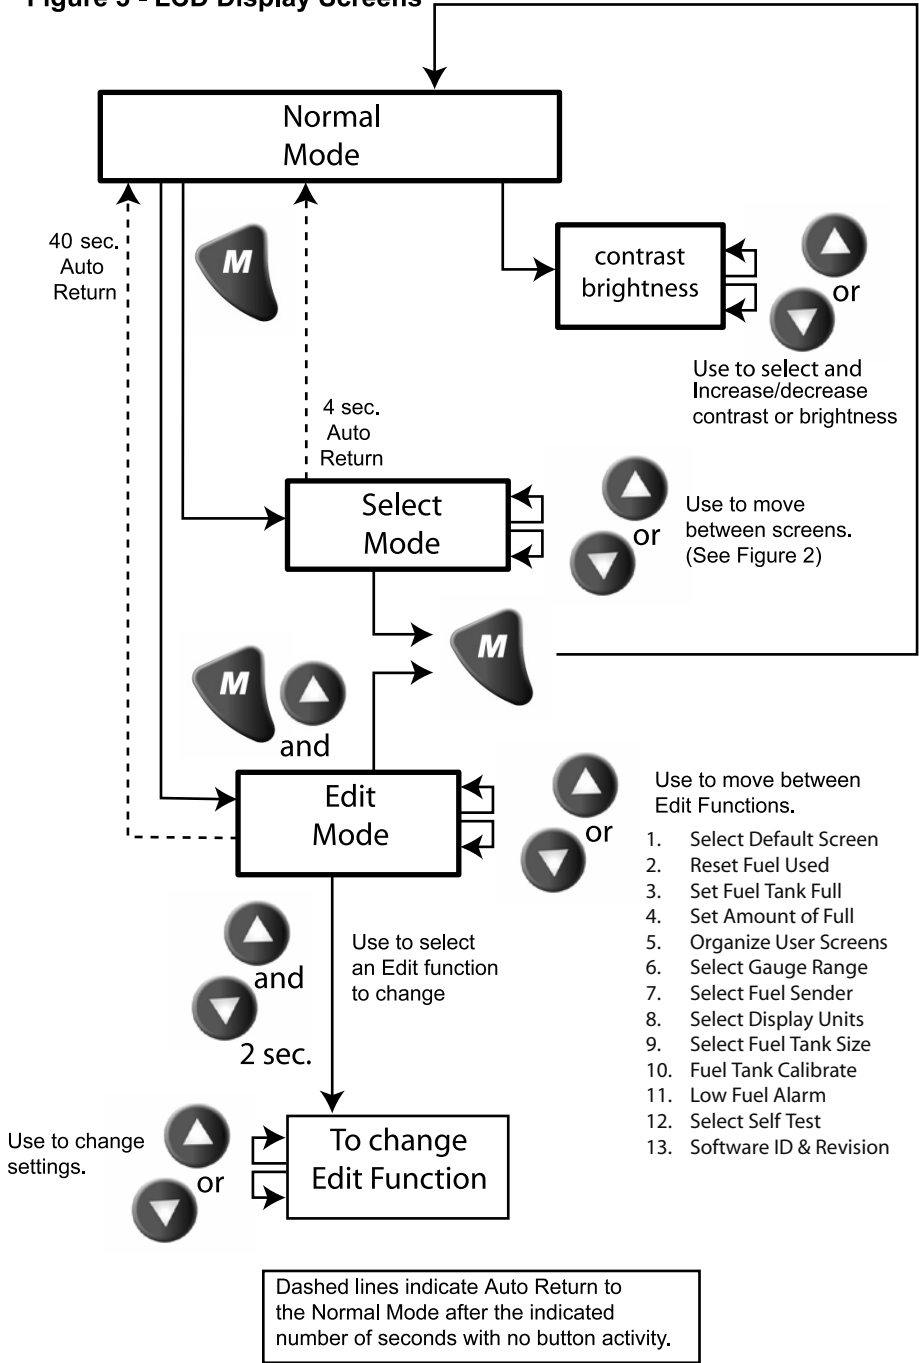 Display Screens
Normal
Mode
40 sec.
Auto
Return
M
contrast
brightness
or
Use to select and
Increase/decrease
contrast or brightness
4 sec.
Auto
Return
Select
Mode
or
Use to move
between screens.
(See Figure 2)
M
M
and
Edit
Mode
or
Use to move between
Edit Functions.
1. Select Default Screen
2. Reset Fuel Used
3. Set Fuel Tank Full
4. Set Amount of Full
5. Organize User Screens
6. Select Gauge Range
7. Select Fuel Sender
8. Select Display Units
9. Select Fuel Tank Size
10. Fuel Tank Calibrate
11. Low Fuel Alarm
12. Select Self Test
13. Software ID & Revision
and
2 sec.
Use to select
an Edit function
to change
Use to change
settings.
or
To change
Edit Function
Dashed lines indicate Auto Return to
the Normal Mode after the indicated
number of seconds with no button activity.